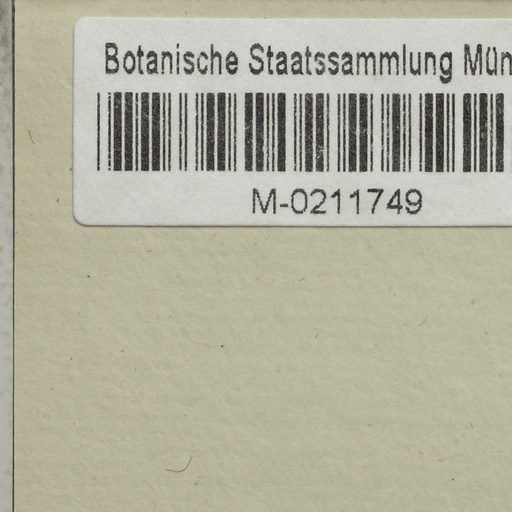 Botanische Staatssammlung Mün
M-0211749